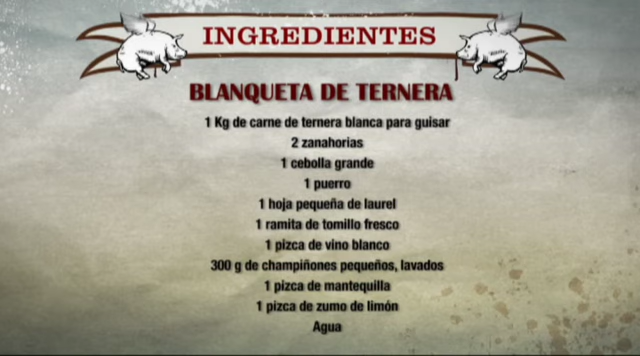 INGREDIENTES
BLANQUETA DE TERNERA
1 Kg de carne de ternera blanca para guisar
2 zanahorias
1 cebolla grande
1 puerro
1 hoja pequeña de laurel
1 ramita de tomillo fresco
1 pizca de vino blanco
300 g de champiñones pequeños, lavados
1 pizca de mantequilla
1 pizca de zumo de limón
Agua